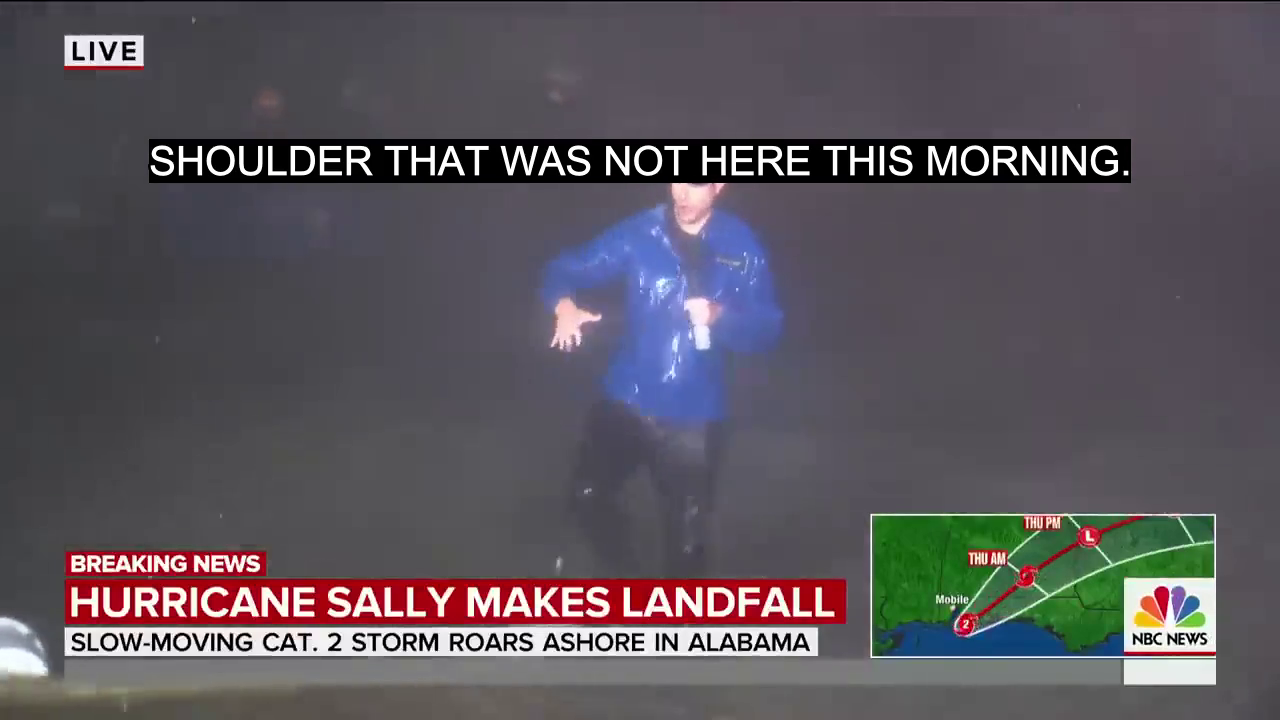 LIVE
SHOULDER THAT WAS NOT HERE THIS MORNING.
THU PM
L
THU AM
Mobile
2
BREAKING NEWS
HURRICANE SALLY MAKES LANDFALL
SLOW-MOVING CAT. 2 STORM ROARS ASHORE IN ALABAMA
NBC NEWS